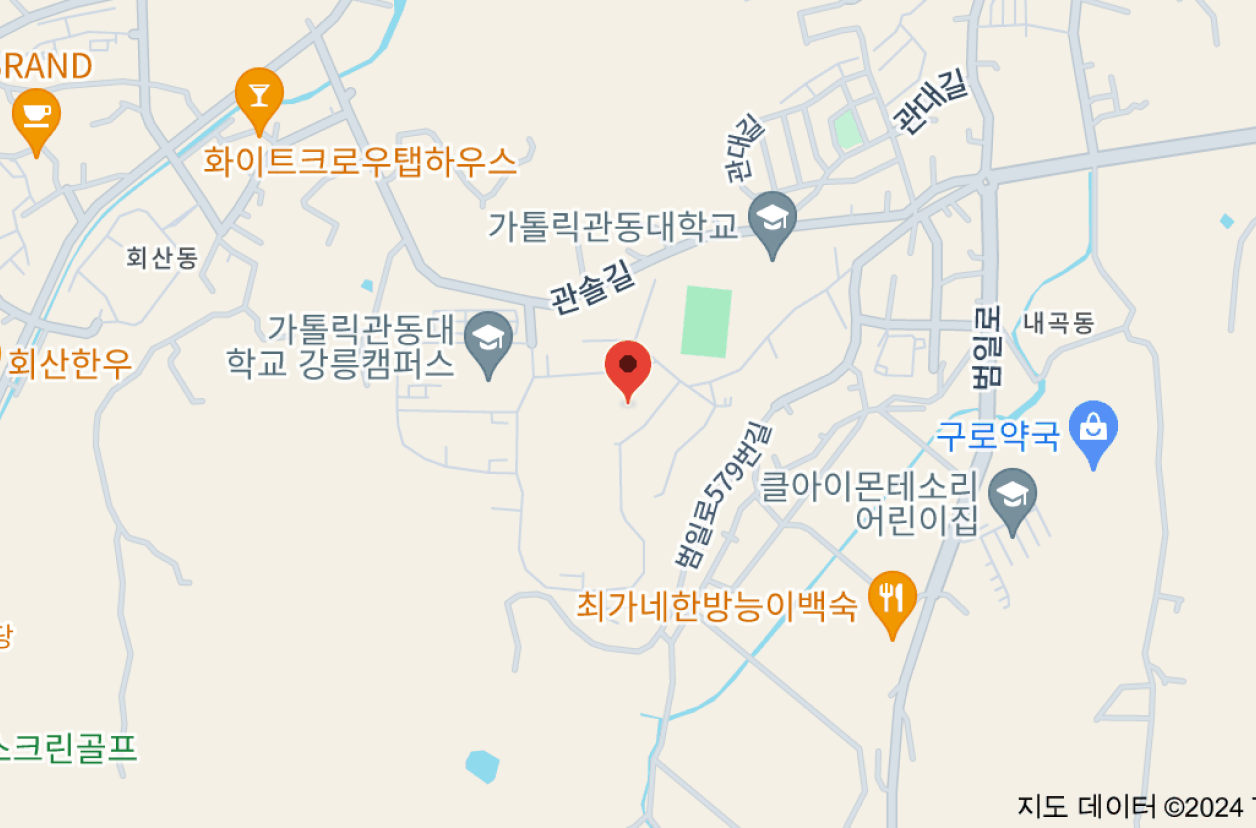 BRAND
관대길
관대길
화이트크로우탭하우스
가톨릭관동대학교
회산동
관솔길
가톨릭관동대
학교 강릉캠퍼스
내곡동
범일로
회산한우
구로약국
범일로579번길
클아이몬테소리
어린이집
최가네한방능이백숙
당
스크린골프
지도 데이터 ©2024